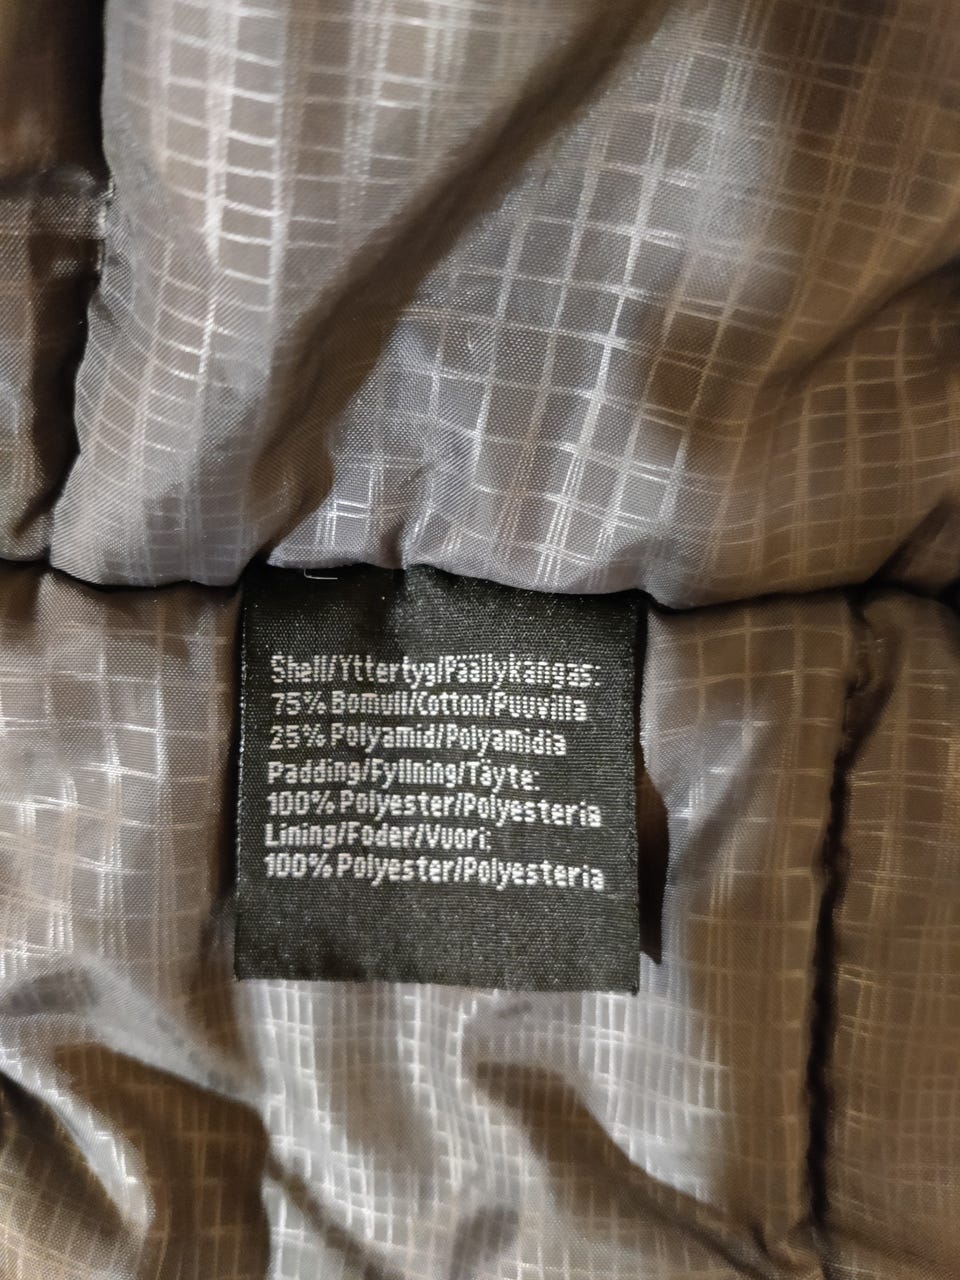 Shell/Yttertyg/Päällykangas:
75% Bomull/Cotton/Puuvilla
25% Polyamid/Polyamidia
Padding/Fyllning/Täyte:
100% Polyester/Polyesteria
Lining/Foder/Vuori:
100% Polyester/Polyesteria